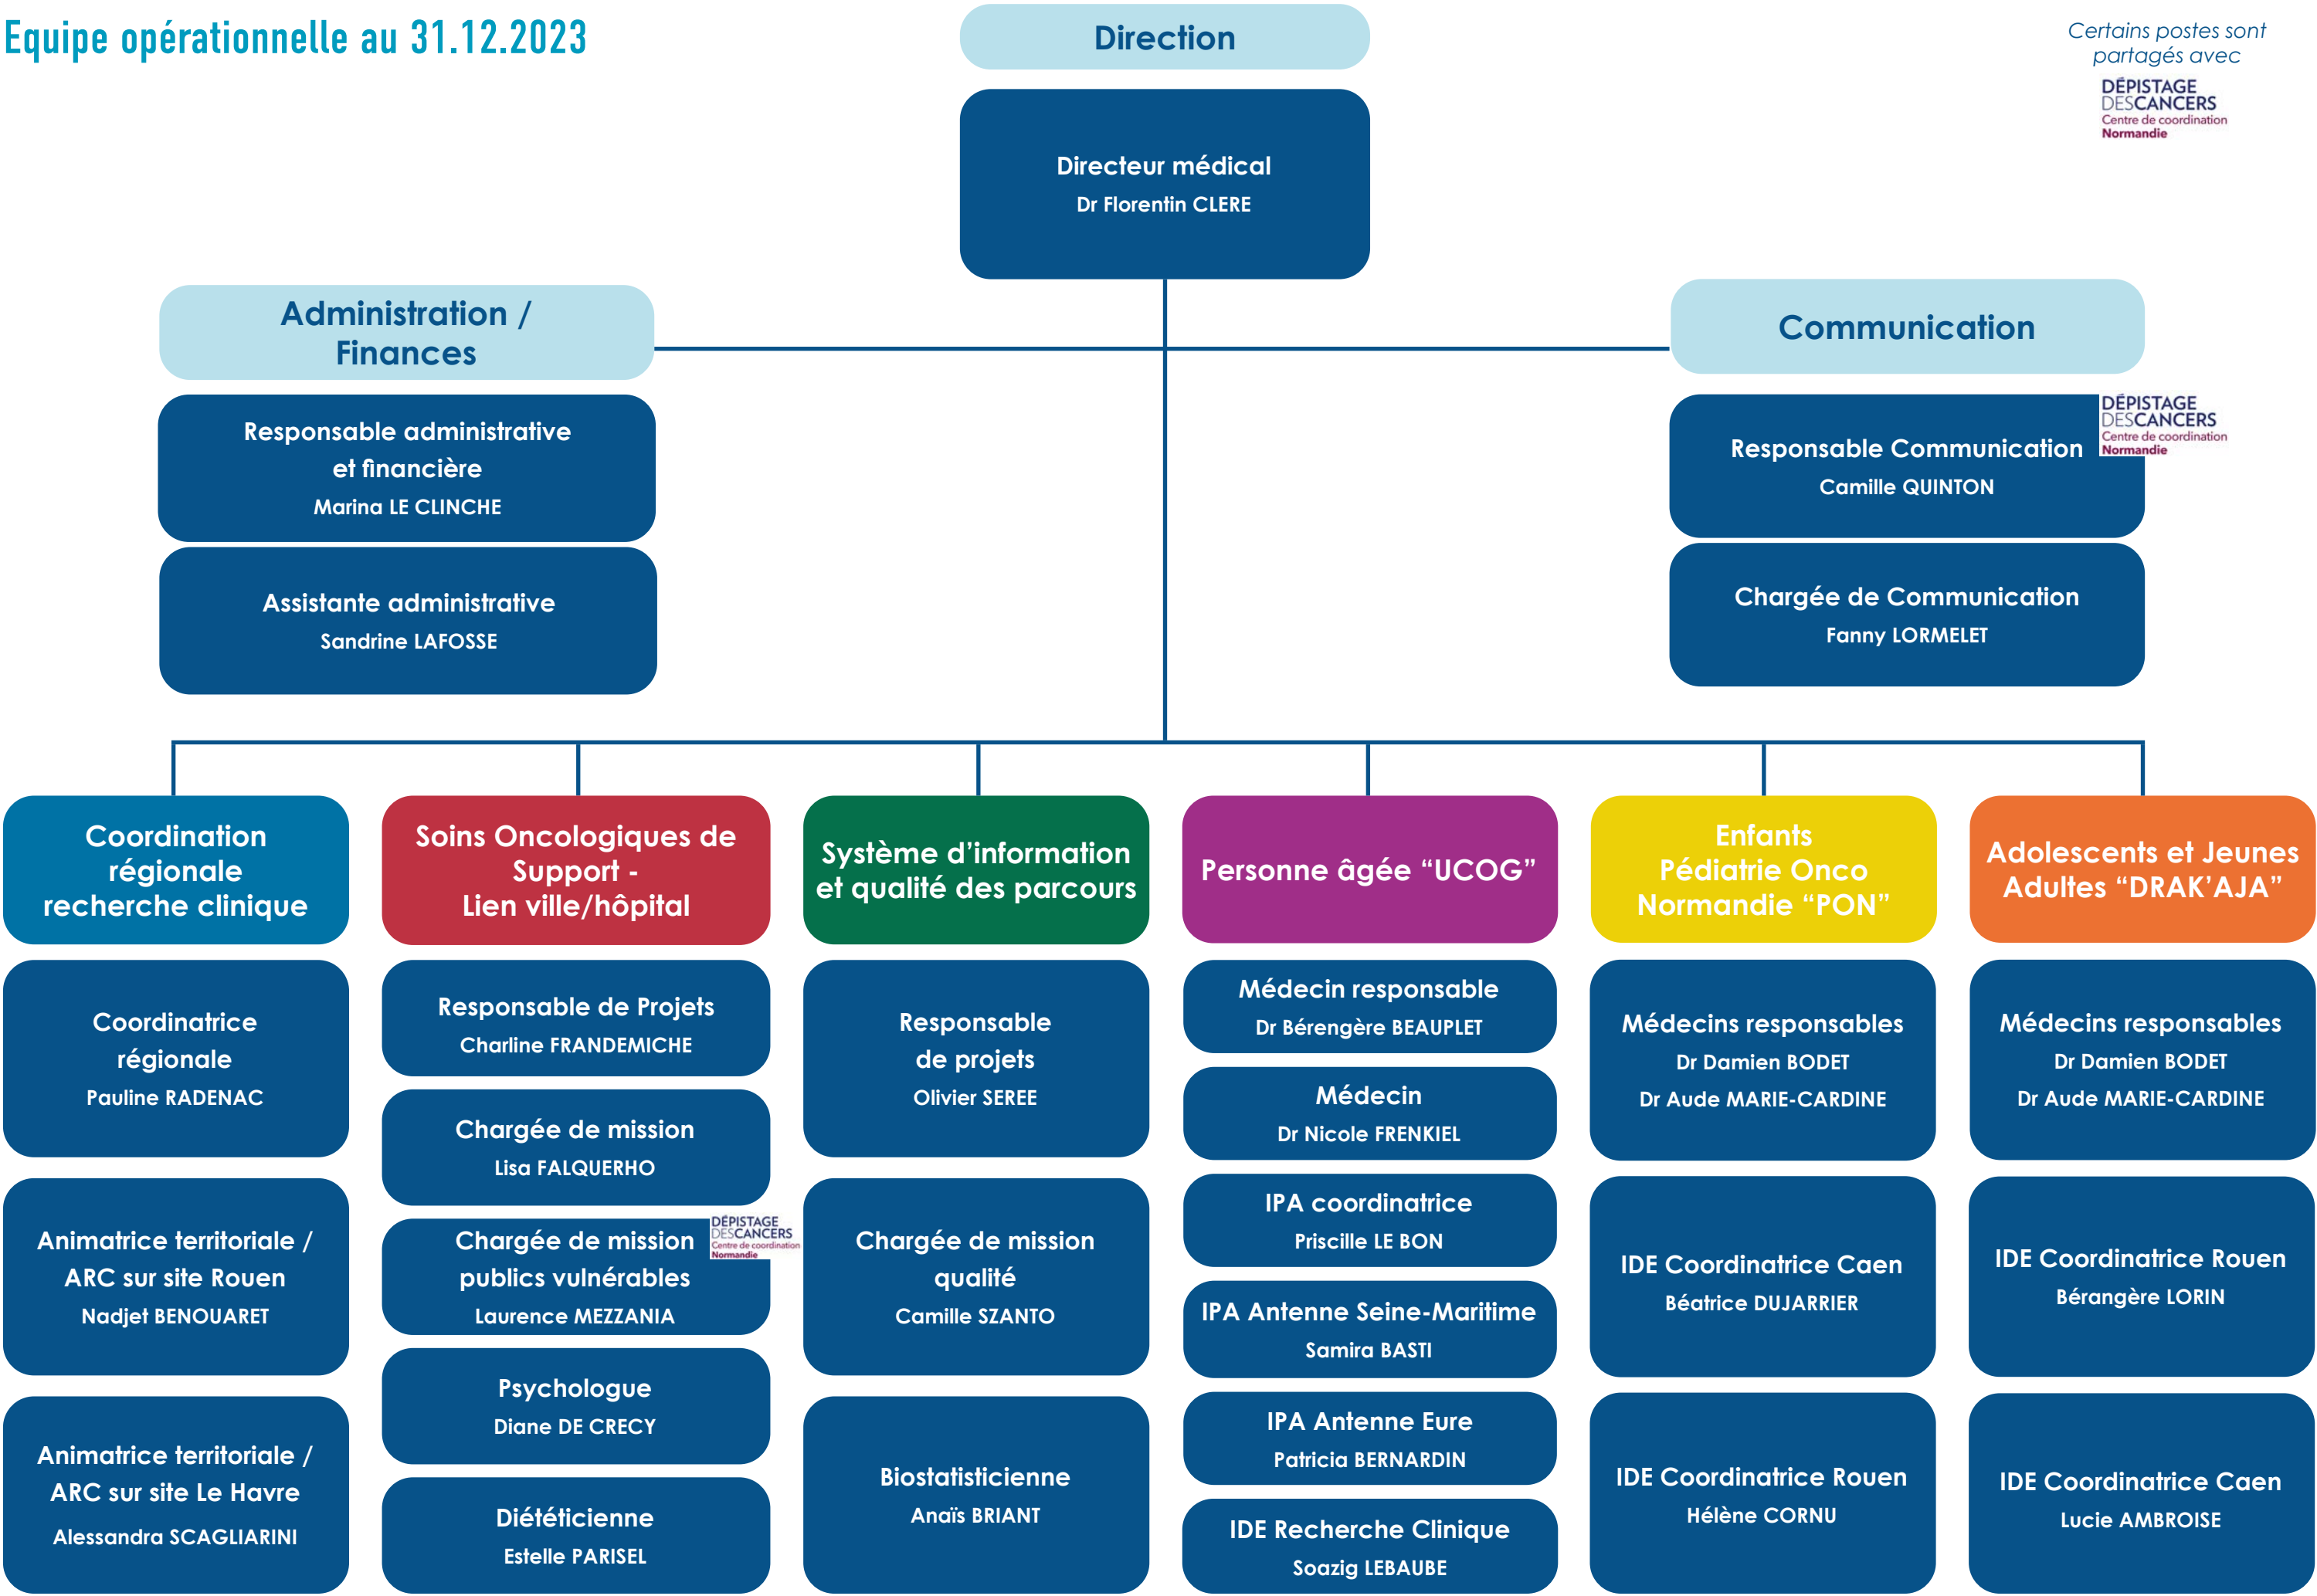 Equipe opérationnelle au 31.12.2023
Direction
Certains postes sont
partagés avec
DÉPISTAGE
DESCANCERS
Centre de coordination
Normandie
Directeur médical
Dr Florentin CLERE
Administration /
Finances
Responsable administrative
et financière
Marina LE CLINCHE
Assistante administrative
Sandrine LAFOSSE
Communication
Responsable Communication
Camille QUINTON
DÉPISTAGE
DESCANCERS
Centre de coordination
Normandie
Chargée de Communication
Fanny LORMELET
Coordination
régionale
recherche clinique
Coordinatrice
régionale
Pauline RADENAC
Animatrice territoriale /
ARC sur site Rouen
Nadjet BENOUARET
Animatrice territoriale /
ARC sur site Le Havre
Alessandra SCAGLIARINI
Soins Oncologiques de
Support -
Lien ville/hôpital
Responsable de Projets
Charline FRANDEMICHE
Chargée de mission
Lisa FALQUERHO
Chargée de mission
publics vulnérables
Laurence MEZZANIA
DÉPISTAGE
DESCANCERS
Centre de coordination
Normandie
Psychologue
Diane DE CRECY
Diététicienne
Estelle PARISEL
Système d’information
et qualité des parcours
Responsable
de projets
Olivier SEREE
Chargée de mission
qualité
Camille SZANTO
Biostatisticienne
Anaïs BRIANT
Personne âgée “UCOG”
Médecin responsable
Dr Bérengère BEAUPLET
Médecin
Dr Nicole FRENKIEL
IPA coordinatrice
Priscille LE BON
IPA Antenne Seine-Maritime
Samira BASTI
IPA Antenne Eure
Patricia BERNARDIN
IDE Recherche Clinique
Soazig LEBAUBE
Enfants
Pédiatrie Onco
Normandie “PON”
Médecins responsables
Dr Damien BODET
Dr Aude MARIE-CARDINE
IDE Coordinatrice Caen
Béatrice DUJARRIER
IDE Coordinatrice Rouen
Hélène CORNU
Adolescents et Jeunes
Adultes “DRAK’AJA”
Médecins responsables
Dr Damien BODET
Dr Aude MARIE-CARDINE
IDE Coordinatrice Rouen
Bérangère LORIN
IDE Coordinatrice Caen
Lucie AMBROISE